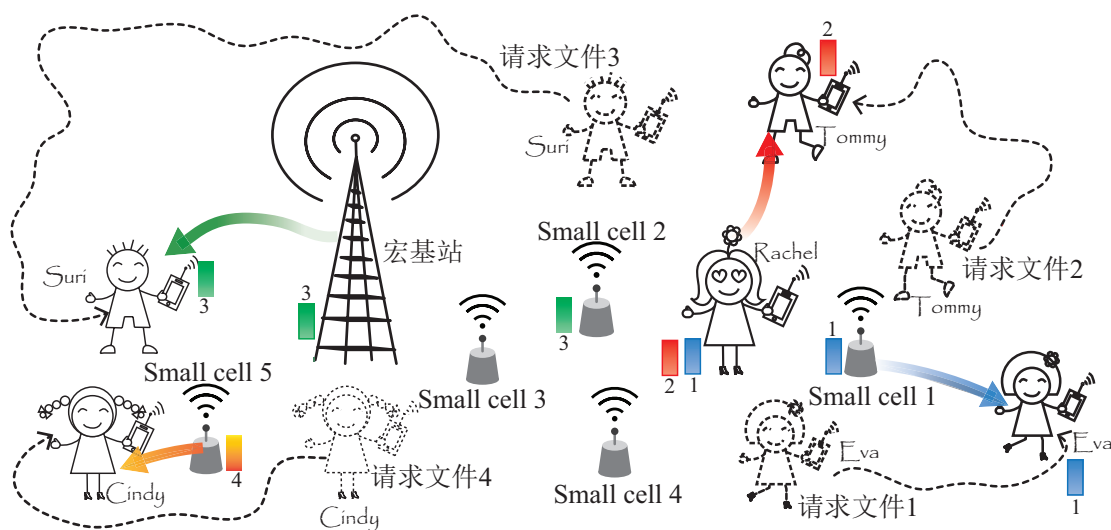 2
请求文件3
Suri
Tommy
Small cell 2
Rachel
宏基站
请求文件2
Suri
3
3
3
Tommy
1
2
1
Small cell 5
Small cell 3
Small cell 1
Eva
Eva
请求文件4
4
Cindy
Cindy
Small cell 4
请求文件1
1